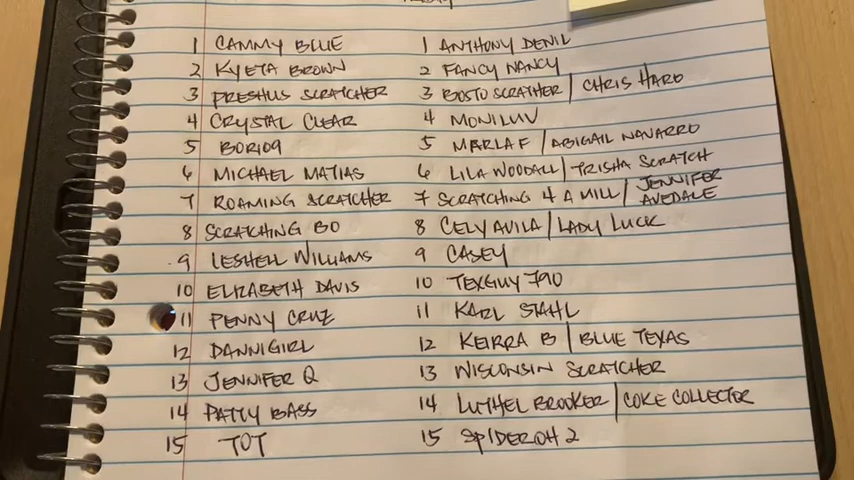 1 CAMMY BLUE
2 KYETA BROWN
3 PRESHUS SCRATCHER
4 CRYSTAL CLEAR
5 BORI09
6 MICHAEL MATIAS
7 ROAMING SCRATCHER
8 SCRATCHING BO
9 LESHELL WILLIAMS
10 ELIZABETH DAVIS
11 PENNY CRUZ
12 DANNIGIRL
13 JENNIFER Q
14 PATTY BASS
15 TOT
1 ANTHONY DENIL
2 FANCY NANCY
3 BOSTO SCRATHER | CHRIS HARO
4 MONILUV
5 MARLA F | ABIGAIL NAVARRO
6 LILA WOODALL | TRISHA SCRATCH
7 SCRATCHING 4 A MILL | JENNIFER
AVEDALE
8 CELY AVILA | LADY LUCK
9 CASEY
10 TEXGUY 790
11 KARL STAHL
12 KEIRRA B | BLUE TEXAS
13 WISCONSIN SCRATCHER
14 LUTHEL BROOKER | COKE COLLECTOR
15 SPIDEROH 2